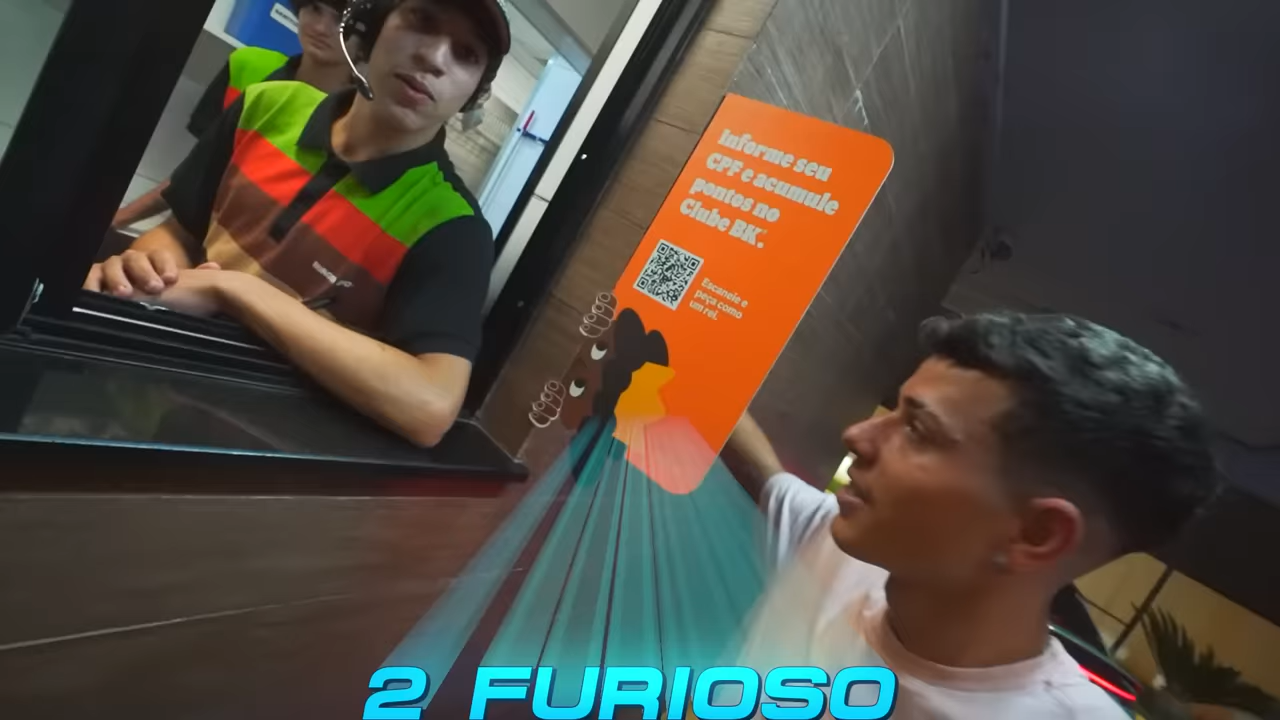 Informe seu
CPF e acumule
pontos no
Clube BK.
Escaneie e
peça como
um rei.
2 FURIOSO